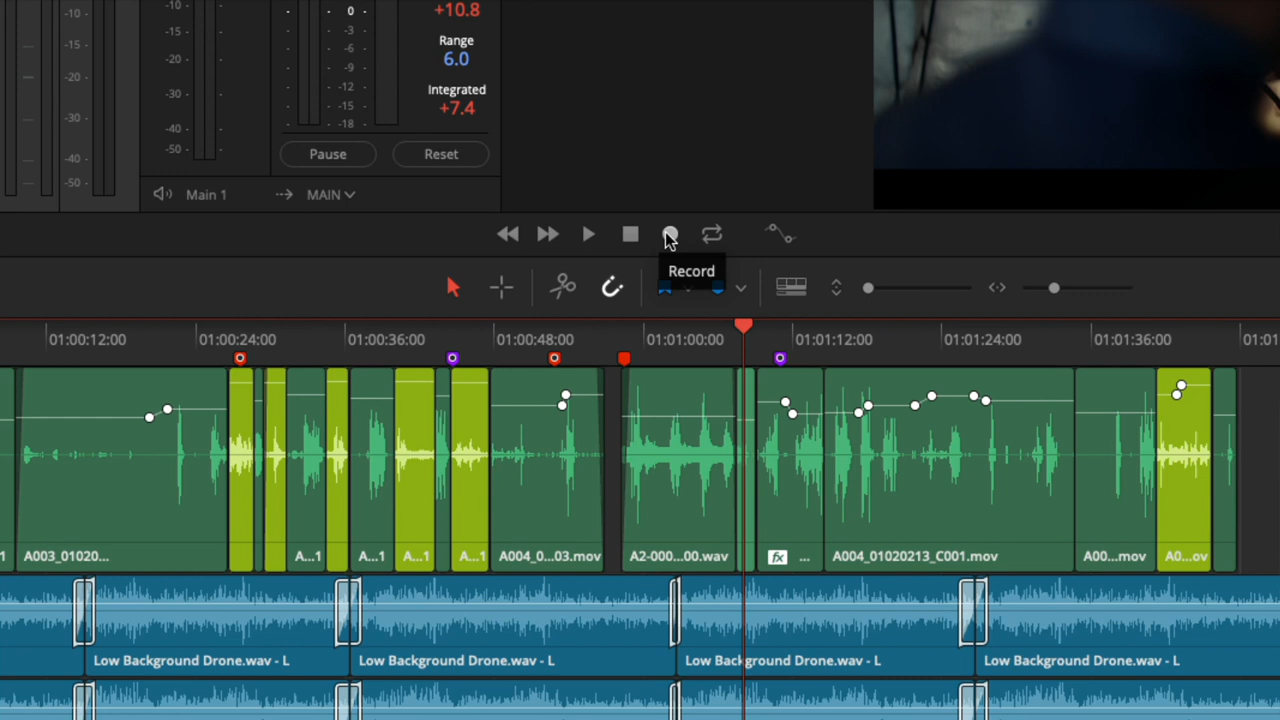 -10
-15
-20
-30
-40
-50
-10
-15
-20
-30
-40
-50
0
-3
-6
-9
-12
-15
-18
+10.8
Range
6.0
Integrated
+7.4
Pause
Reset
Main 1
MAIN
Record
01:00:12:00
01:00:24:00
01:00:36:00
01:00:48:00
01:01:00:00
01:01:12:00
01:01:24:00
01:01:36:00
01:01
1
A003_01020...
A...1
A...1
A...1
A...1
A004_0...03.mov
A2-000...00.wav
fx
...
A004_01020213_C001.mov
A00...mov
A0...ov
Low Background Drone.wav - L
Low Background Drone.wav - L
Low Background Drone.wav - L
Low Background Drone.wav - L